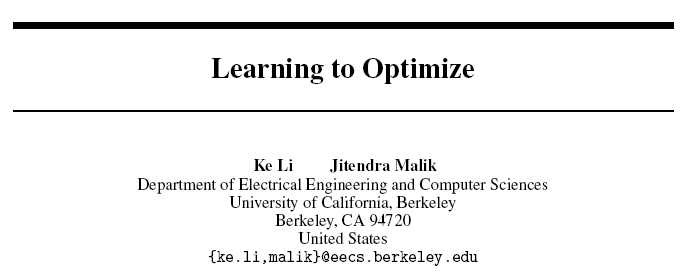 Learning to Optimize
Ke Li Jitendra Malik
Department of Electrical Engineering and Computer Sciences
University of California, Berkeley
Berkeley, CA 94720
United States
{ke.li,malik}@eecs.berkeley.edu